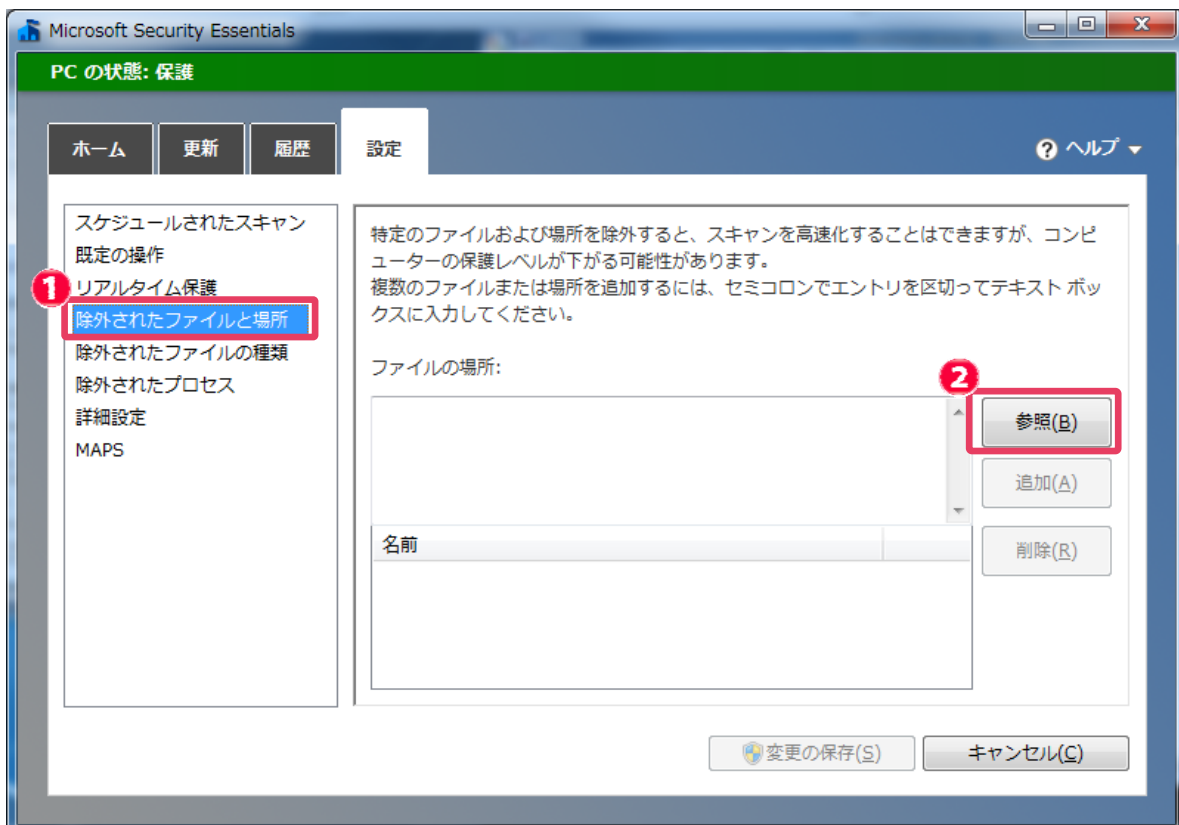 Microsoft Security Essentials
PC の状態: 保護
ホーム
更新
履歴
設定
ヘルプ
スケジュールされたスキャン
既定の操作
1
リアルタイム保護
除外されたファイルと場所
除外されたファイルの種類
除外されたプロセス
詳細設定
MAPS
特定のファイルおよび場所を除外すると、スキャンを高速化することはできますが、コンピ
ューターの保護レベルが下がる可能性があります。
複数のファイルまたは場所を追加するには、セミコロンでエントリを区切ってテキスト ボッ
クスに入力してください。
ファイルの場所:
2
参照(B)
追加(A)
名前
削除(R)
変更の保存(S)
キャンセル(C)